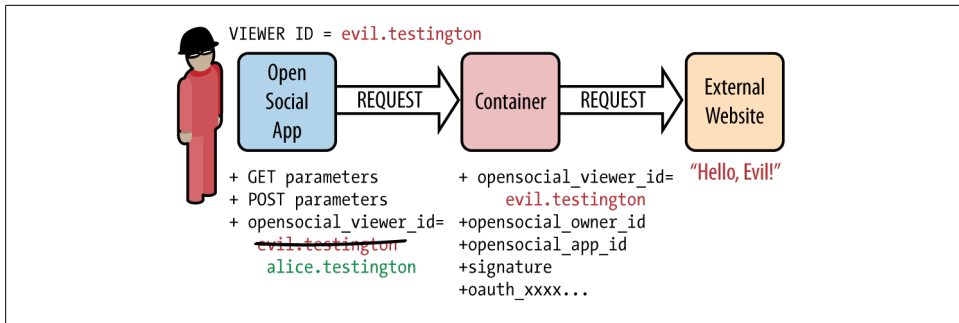 VIEWER ID = evil.testington
Open
Social
App
REQUEST
Container
REQUEST
External
Website
+ GET parameters
+ POST parameters
+ opensocial_viewer_id=
evil.testington
alice.testington
+ opensocial_viewer_id=
evil.testington
+opensocial_owner_id
+opensocial_app_id
+signature
+oauth_xxxx...
“Hello, Evil!”